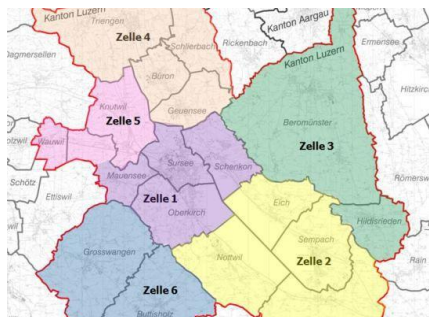 Kanton Luzern
Kanton Aargau
Triengen
Zelle 4
Schlierbach
Rickenbach
Ermensee
Dagmersellen
Kanton Luzern
Büron
Hitzkirch
Knutwil
Geuensee
Zelle 5
Beromünster
Wauwil
Sursee
Zelle 3
Schenkon
Mauensee
Römerswil
Schötz
Ettiswil
Zelle 1
Eich
Oberkirch
Hildisrieden
Sempach
Grosswangen
Nottwil
Zelle 2
Rain
Zelle 6
Buttisholz